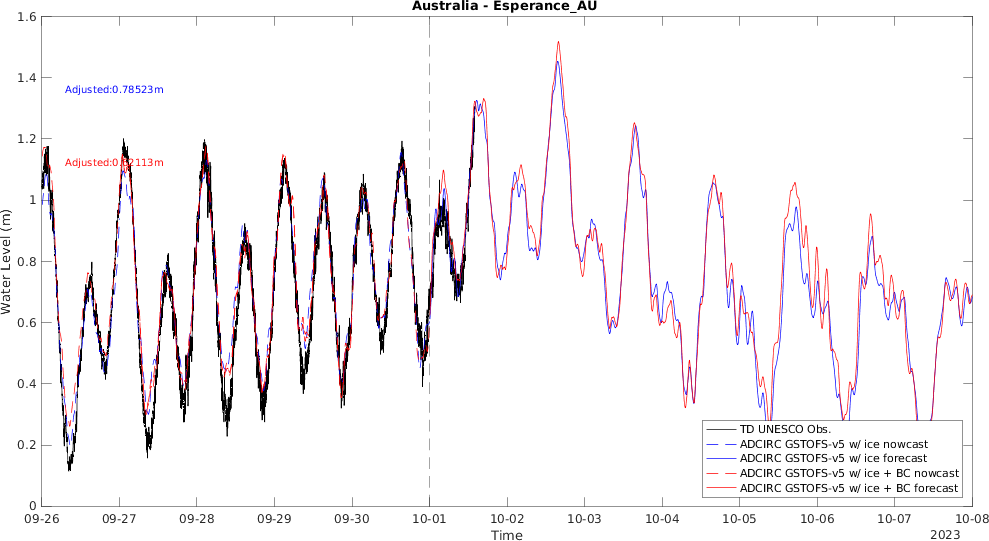 Australia - Esperance_AU
1.6
1.4
1.2
1
0.8
0.6
0.4
0.2
0
Water Level (m)
Adjusted:0.78523m
TD UNESCO Obs.
ADCIRC GSTOFS-v5 w/ ice nowcast
ADCIRC GSTOFS-v5 w/ ice forecast
ADCIRC GSTOFS-v5 w/ ice + BC nowcast
ADCIRC GSTOFS-v5 w/ ice + BC forecast
09-26 09-27 09-28 09-29 09-30 10-01 10-02 10-03 10-04 10-05 10-06 10-07 10-08
Time
2023